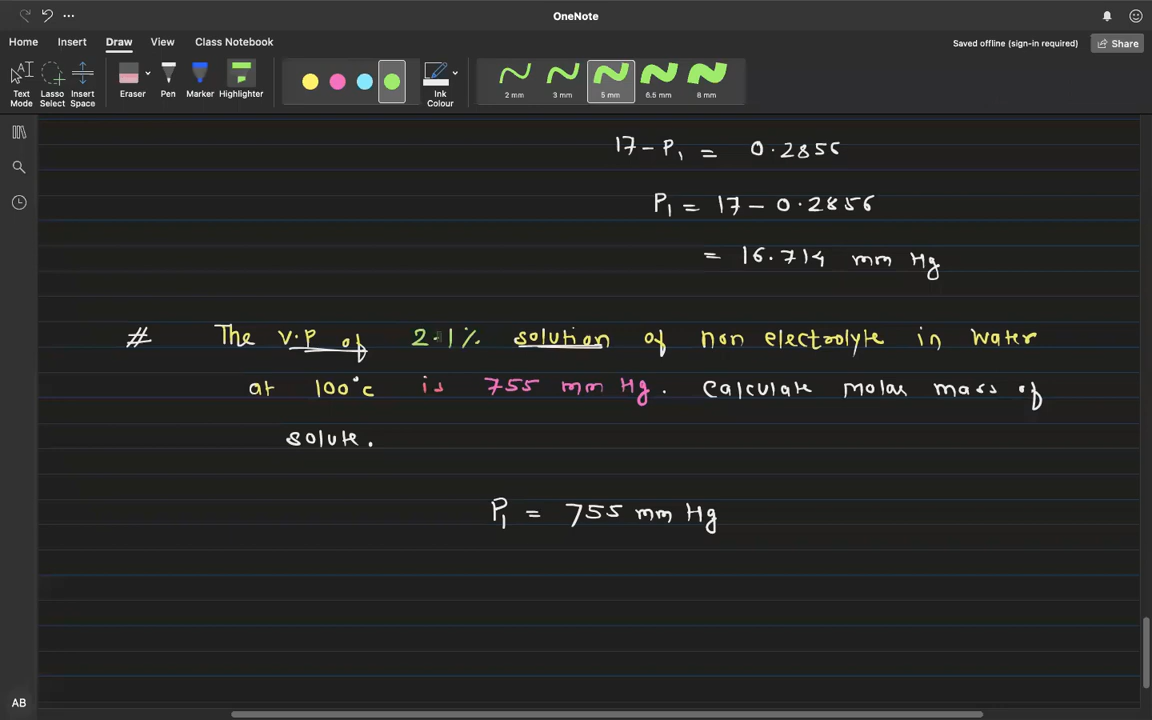 OneNote
Home Insert Draw View Class Notebook
Saved offline (sign-in required) Share
Text Mode Lasso Select Insert Space Eraser Pen Marker Highlighter Ink Colour 2 mm 3 mm 5 mm 6.5 mm 8 mm
17 - P₁ = 0.2856
P₁ = 17 - 0.2856
= 16.714 mm Hg
# The V.P of 2.1% solution of non electrolyte in water
at 100°c is 755 mm Hg. Calculate molar mass of
solute.
P₁ = 755 mm Hg
AB